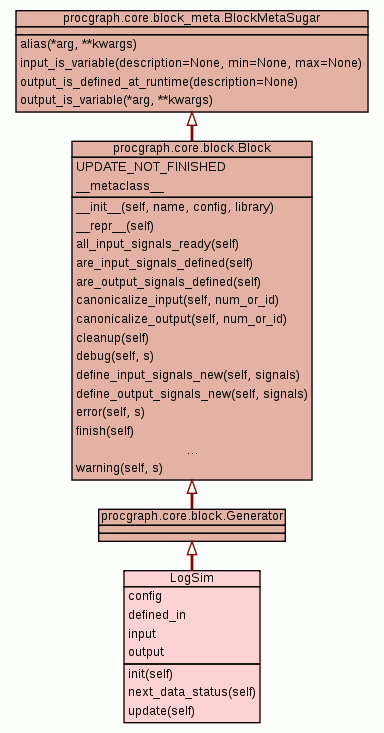 procgraph.core.block_meta.BlockMetaSugar
alias(*arg, **kwargs)
input_is_variable(description=None, min=None, max=None)
output_is_defined_at_runtime(description=None)
output_is_variable(*arg, **kwargs)
procgraph.core.block.Block
UPDATE_NOT_FINISHED
__metaclass__
__init__(self, name, config, library)
__repr__(self)
all_input_signals_ready(self)
are_input_signals_defined(self)
are_output_signals_defined(self)
canonicalize_input(self, num_or_id)
canonicalize_output(self, num_or_id)
cleanup(self)
debug(self, s)
define_input_signals_new(self, signals)
define_output_signals_new(self, signals)
error(self, s)
finish(self)
...
warning(self, s)
procgraph.core.block.Generator
LogSim
config
defined_in
input
output
init(self)
next_data_status(self)
update(self)